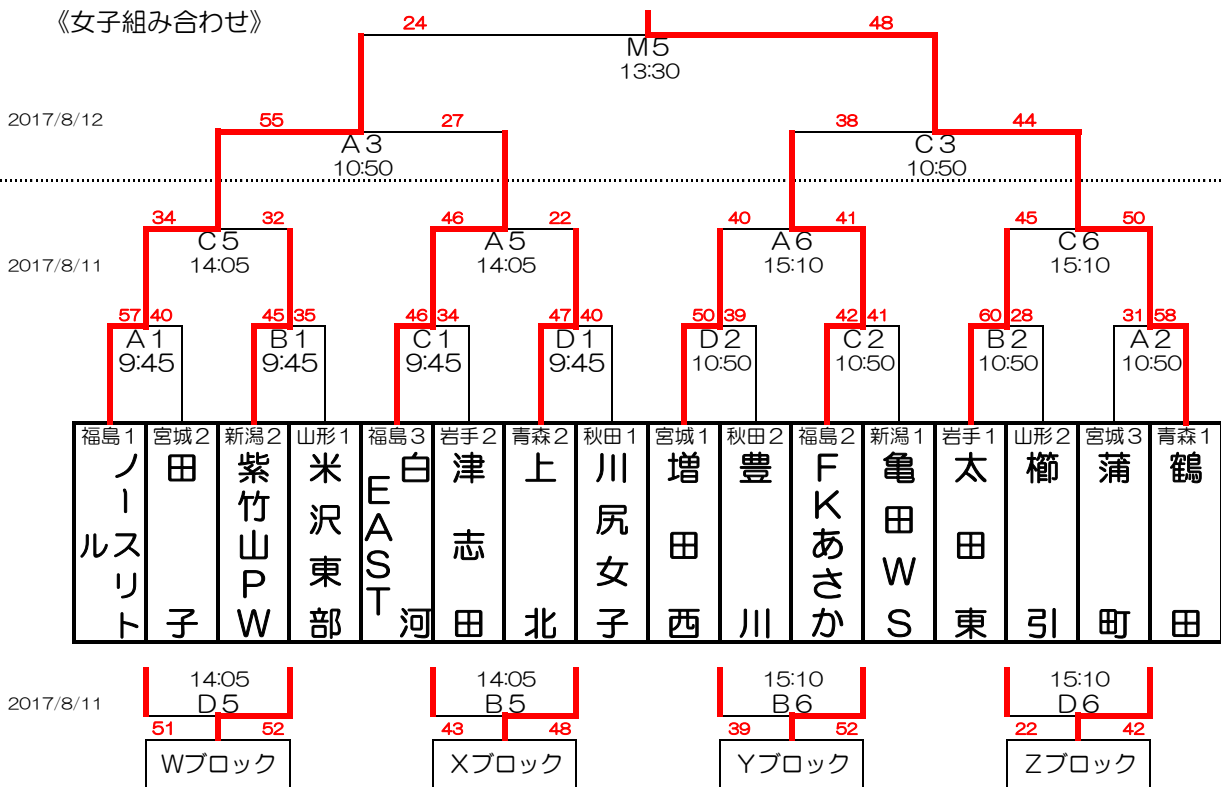 《女子組み合わせ》
24 48
M5
13:30
2017/8/12
55 27 38 44
A3 C3
10:50 10:50
34 32 46 22 40 41 45 50
C5 A5 A6 C6
2017/8/11
14:05 14:05 15:10 15:10
57 40 45 35 46 34 47 40 50 39 42 41 60 28 31 58
A1 B1 C1 D1 D2 C2 B2 A2
9:45 9:45 9:45 9:45 10:50 10:50 10:50 10:50
福島1 宮城2 新潟2 山形1 福島3 岩手2 青森2 秋田1 宮城1 秋田2 福島2 新潟1 岩手1 山形2 宮城3 青森1
ノースリトル
田子
紫竹山PW
米沢東部
白河EAST
津志田
上北
川尻女子
増田西
豊川
FKあさか
亀田WS
太田東
櫛引
蒲町
鶴田
14:05 14:05 15:10 15:10
2017/8/11
D5 B5 B6 D6
51 52 43 48 39 52 22 42
Wブロック Xブロック Yブロック Zブロック